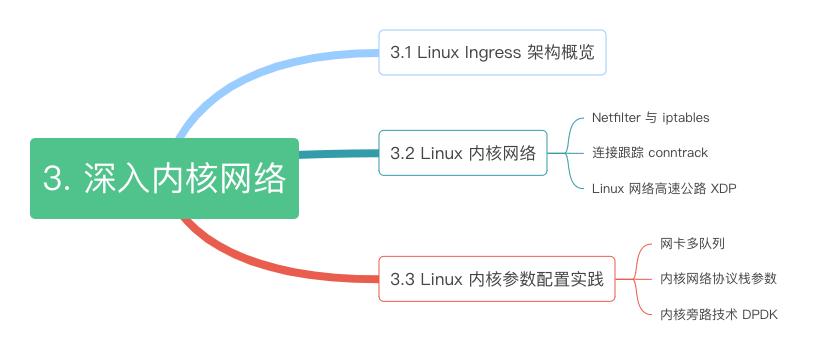 3.1 Linux Ingress 架构概览
3. 深入内核网络
3.2 Linux 内核网络
Netfilter 与 iptables
连接跟踪 conntrack
Linux 网络高速公路 XDP
3.3 Linux 内核参数配置实践
网卡多队列
内核网络协议栈参数
内核旁路技术 DPDK